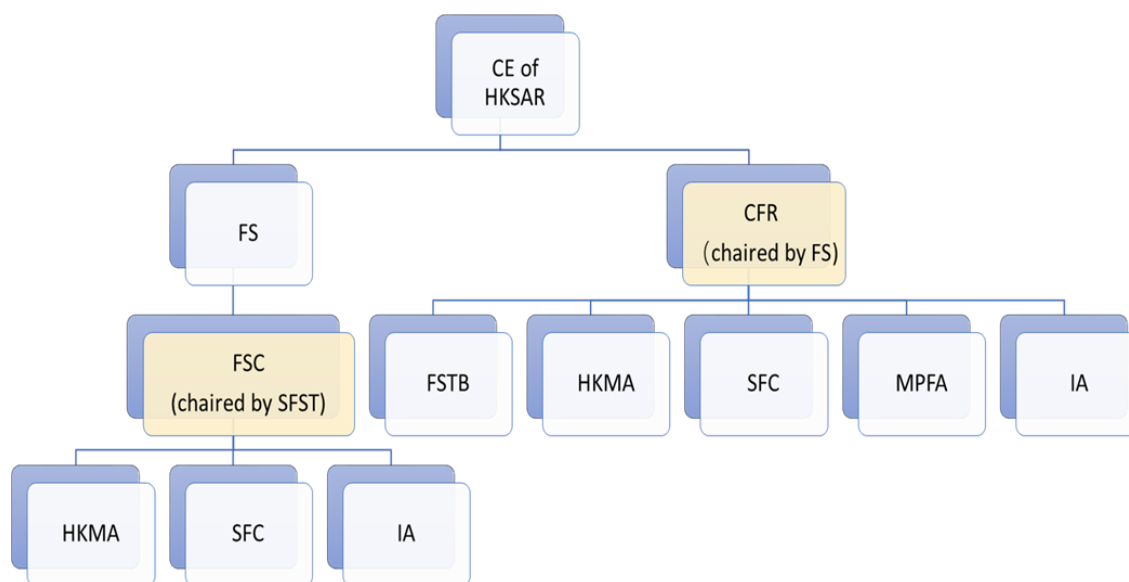 CE of
HKSAR
FS
CFR
（chaired by FS)
FSC
(chaired by SFST)
FSTB
HKMA
SFC
MPFA
IA
HKMA
SFC
IA